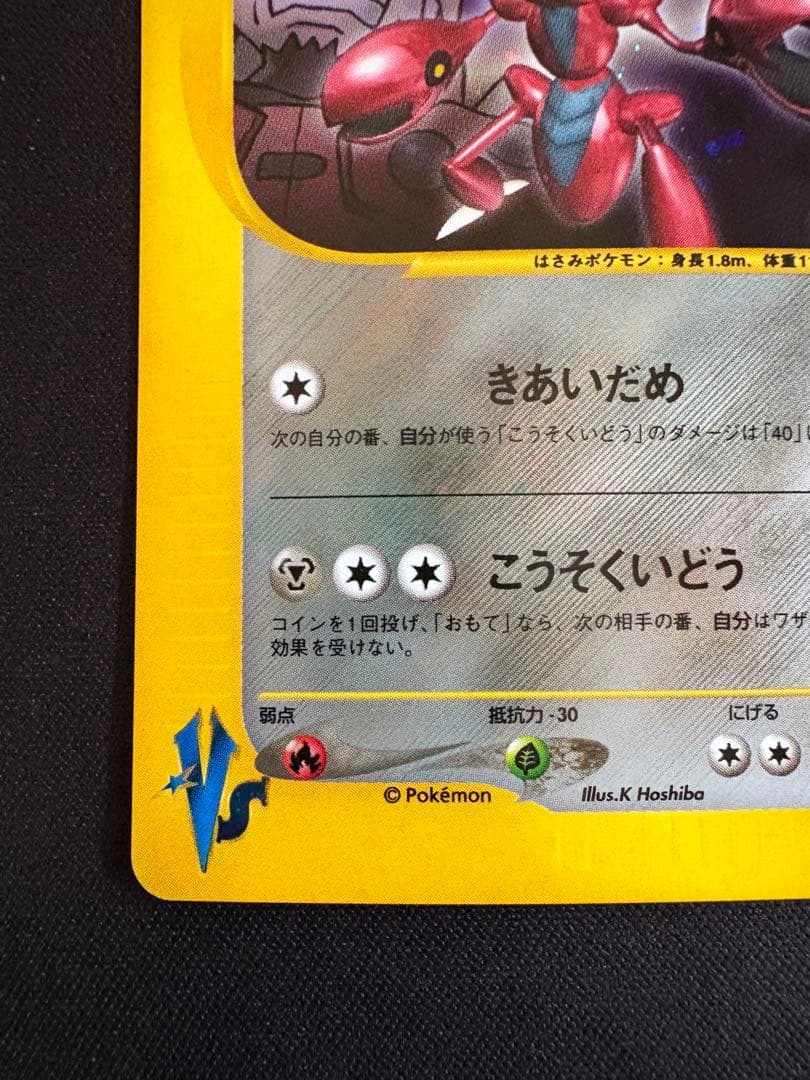 はさみポケモン：身長1.8m、体重1
きあいだめ
次の自分の番、自分が使う「こうそくいどう」のダメージは「40」
こうそくいどう
コインを1回投げ、「おもて」なら、次の相手の番、自分はワザ
効果を受けない。
弱点 抵抗力 -30 にげる
© Pokémon Illus.K Hoshiba
VS